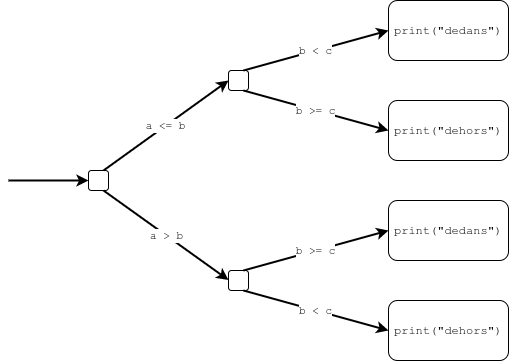 b < c
print("dedans")
a <= b
b >= c
print("dehors")
a > b
b >= c
print("dedans")
b < c
print("dehors")